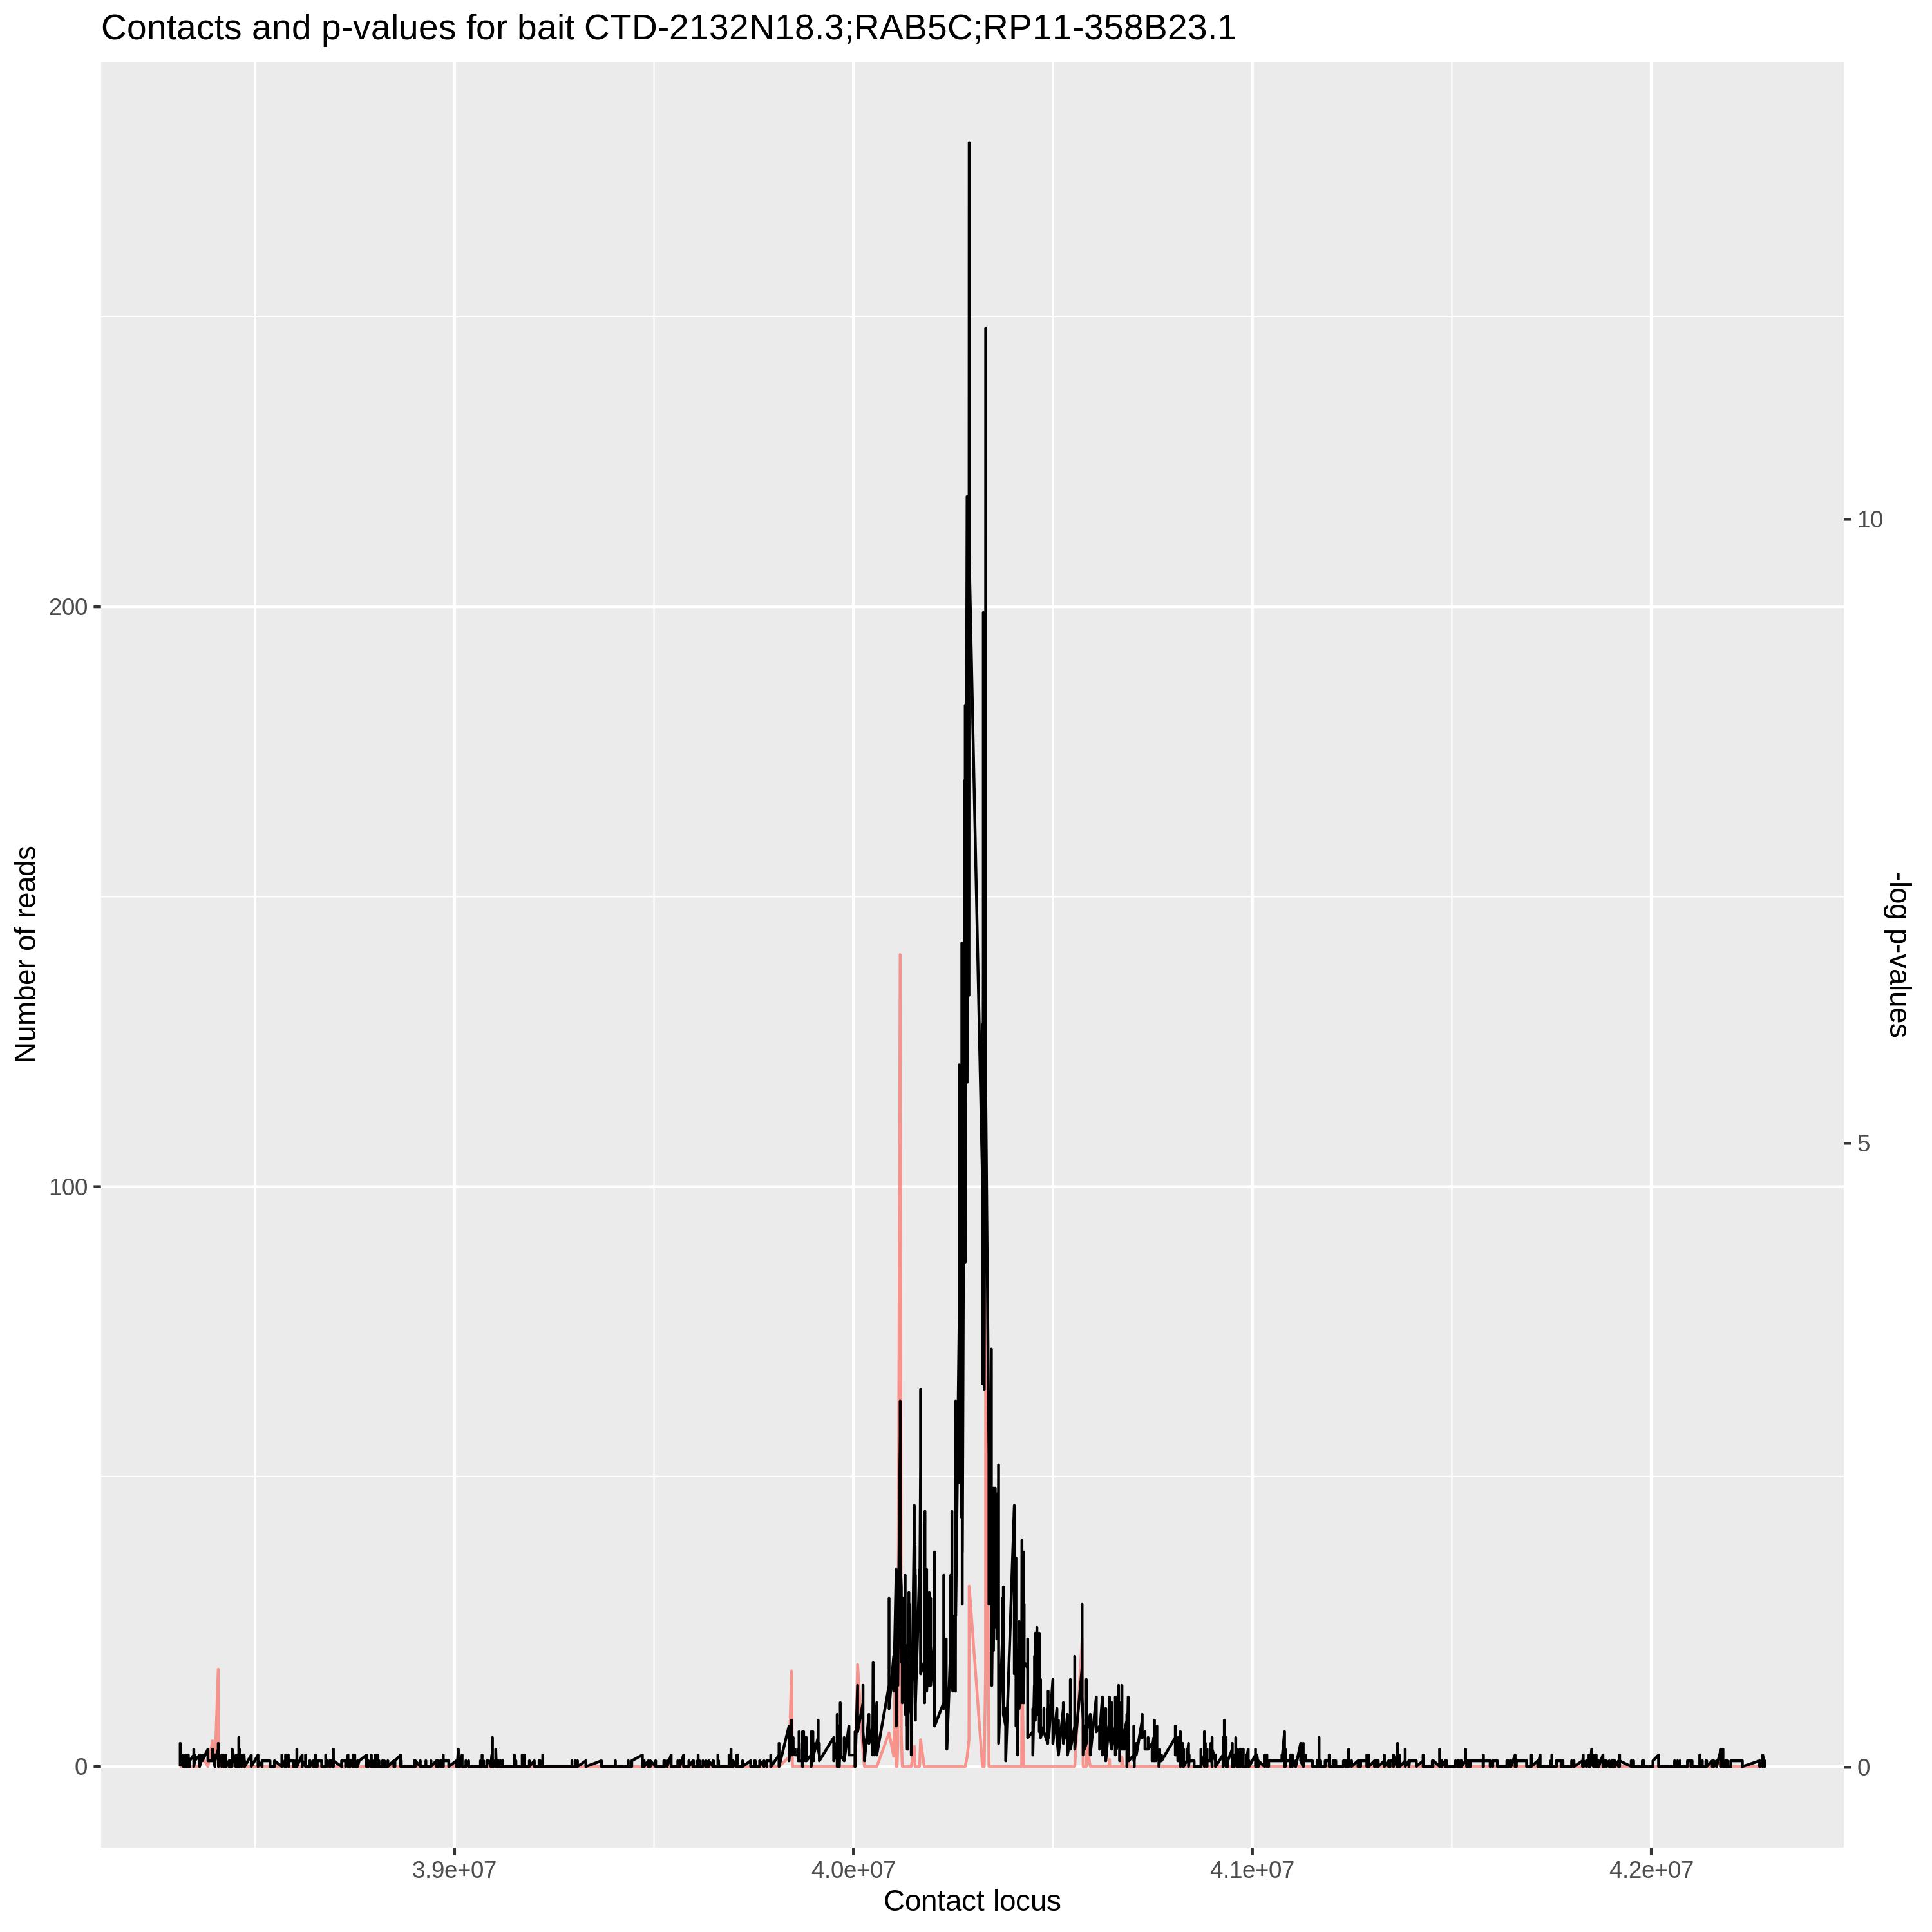 Contacts and p-values for bait CTD-2132N18.3;RAB5C;RP11-358B23.1
Number of reads
200
100
0
10
5
0
-log p-values
3.9e+07
4.0e+07
4.1e+07
4.2e+07
Contact locus